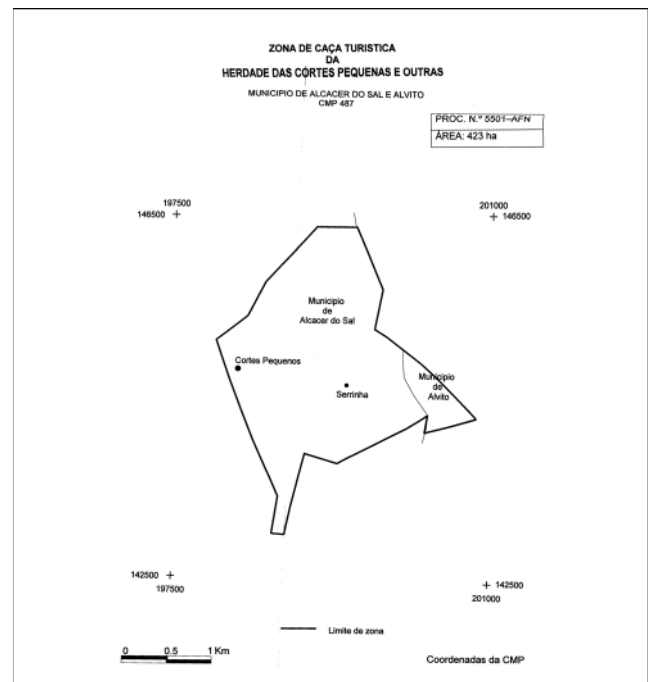 ZONA DE CAÇA TURISTICA
DA
HERDADE DAS CÔRTES PEQUENAS E OUTRAS
MUNICIPIO DE ALCACER DO SAL E ALVITO
CMP 487
PROC. N.º 5501-AFN
ÁREA: 423 ha
197500
146500
201000
146500
Municipio
de
Alcacer do Sal
Cortes Pequenos
Serrinha
Municipio
de
Alvito
142500
197500
142500
201000
Limite de zona
0 0.5 1 Km
Coordenadas da CMP